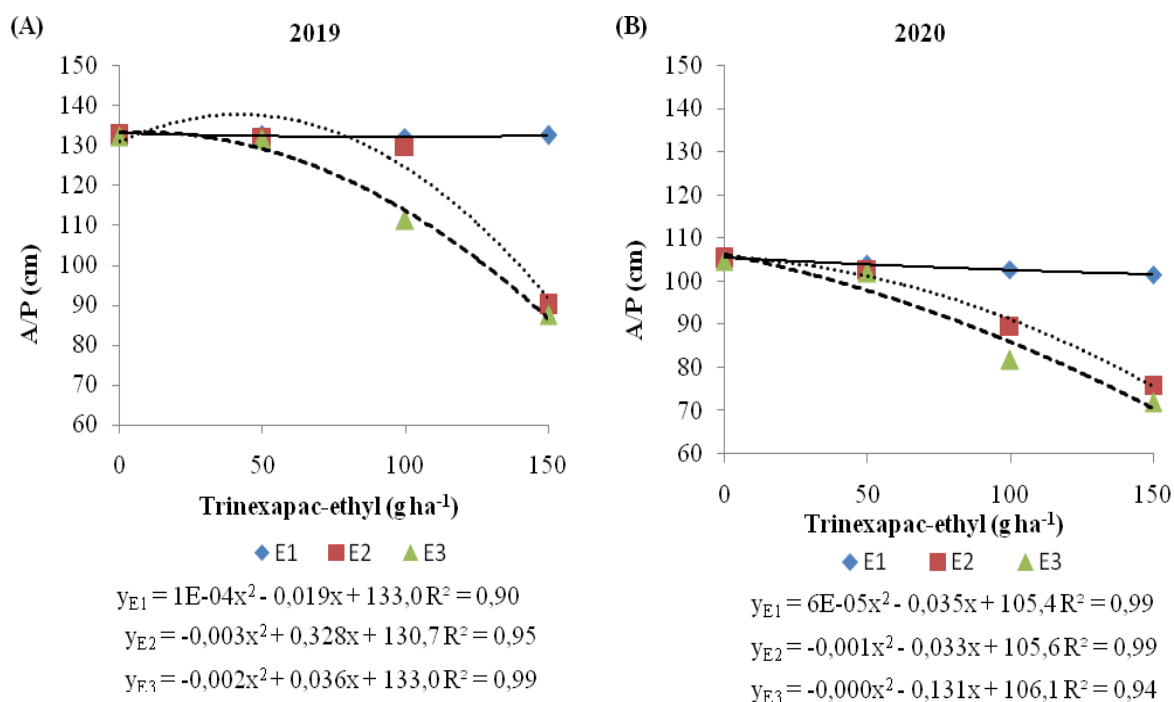 (A)
2019
150
140
130
120
110
100
90
80
70
60
A/P (cm)
0 50 100 150
Trinexapac-ethyl (g ha⁻¹)
E1 E2 E3
yE1 = 1E-04x² - 0,019x + 133,0 R² = 0,90
yE2 = -0,003x² + 0,328x + 130,7 R² = 0,95
yE3 = -0,002x² + 0,036x + 133,0 R² = 0,99
(B)
2020
150
140
130
120
110
100
90
80
70
60
A/P (cm)
0 50 100 150
Trinexapac-ethyl (g ha⁻¹)
E1 E2 E3
yE1 = 6E-05x² - 0,035x + 105,4 R² = 0,99
yE2 = -0,001x² - 0,033x + 105,6 R² = 0,99
yE3 = -0,000x² - 0,131x + 106,1 R² = 0,94